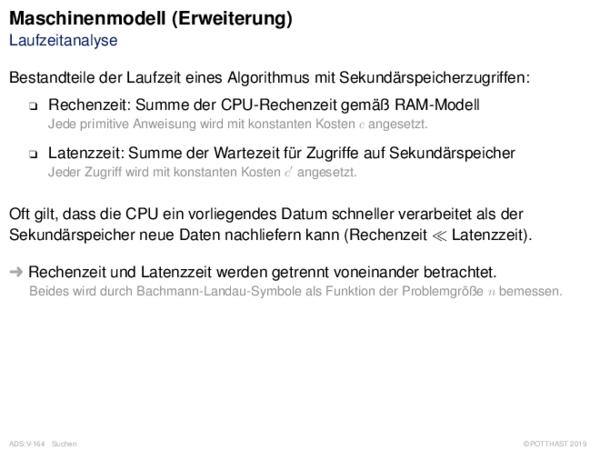 Maschinenmodell (Erweiterung)
Laufzeitanalyse
Bestandteile der Laufzeit eines Algorithmus mit Sekundärspeicherzugriffen:
❑ Rechenzeit: Summe der CPU-Rechenzeit gemäß RAM-Modell
Jede primitive Anweisung wird mit konstanten Kosten c angesetzt.
❑ Latenzzeit: Summe der Wartezeit für Zugriffe auf Sekundärspeicher
Jeder Zugriff wird mit konstanten Kosten c′ angesetzt.
Oft gilt, dass die CPU ein vorliegendes Datum schneller verarbeitet als der
Sekundärspeicher neue Daten nachliefern kann (Rechenzeit ≪ Latenzzeit).
➜ Rechenzeit und Latenzzeit werden getrennt voneinander betrachtet.
Beides wird durch Bachmann-Landau-Symbole als Funktion der Problemgröße n bemessen.
ADS:V-164 Suchen
©POTTHAST 2019